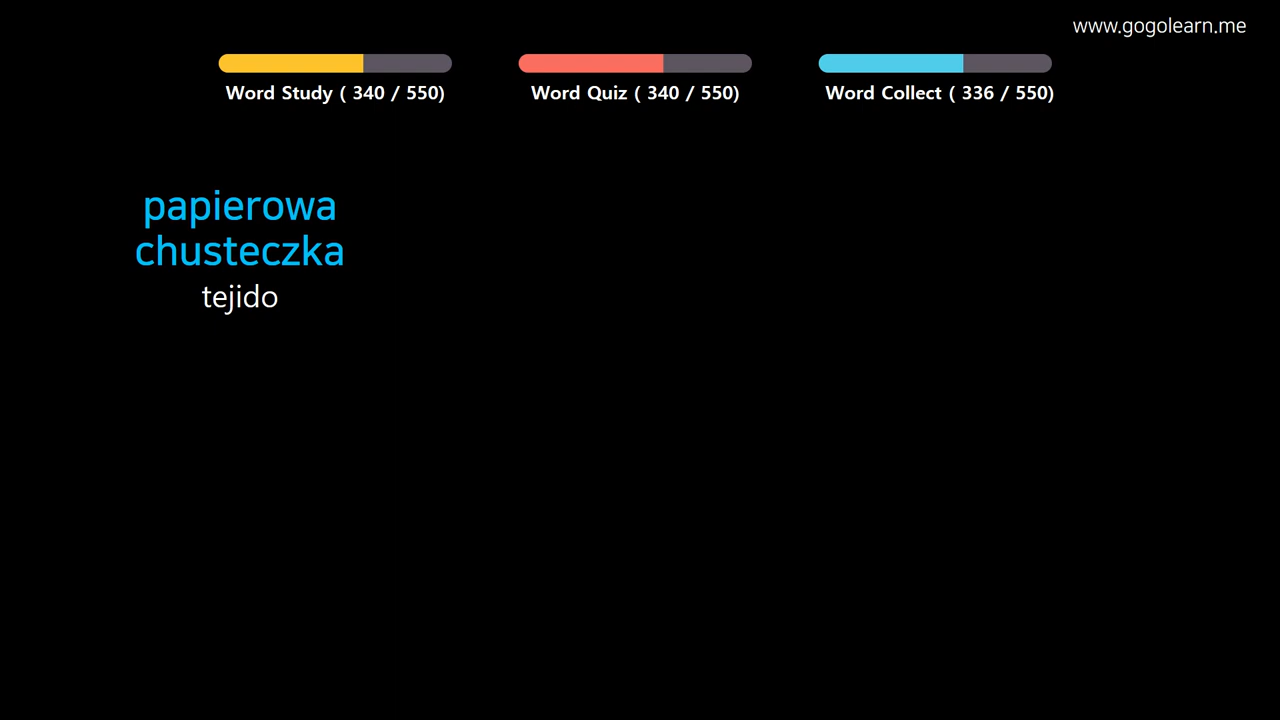 www.gogolearn.me
Word Study ( 340 / 550)
Word Quiz ( 340 / 550)
Word Collect ( 336 / 550)
papierowa
chusteczka
tejido